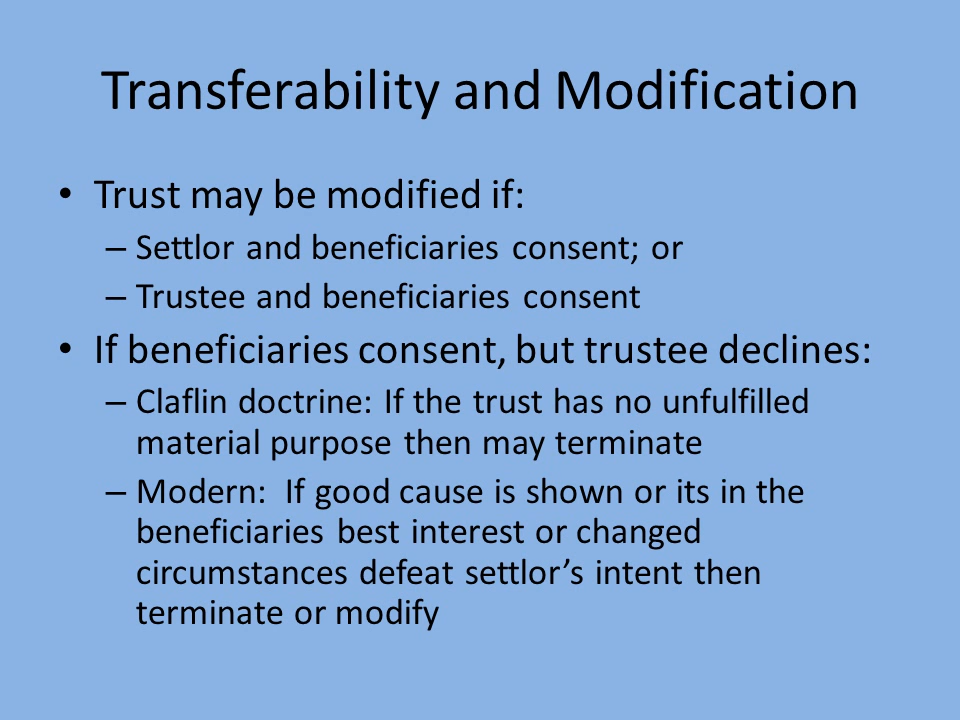 Transferability and Modification
• Trust may be modified if:
– Settlor and beneficiaries consent; or
– Trustee and beneficiaries consent
• If beneficiaries consent, but trustee declines:
– Claflin doctrine: If the trust has no unfulfilled
material purpose then may terminate
– Modern:  If good cause is shown or its in the
beneficiaries best interest or changed
circumstances defeat settlor’s intent then
terminate or modify